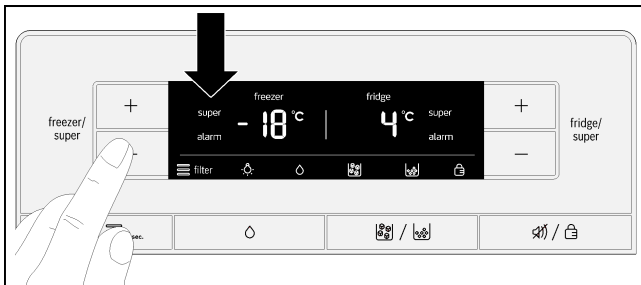 freezer/
super
+
−
super
alarm
freezer
-18°C
fridge
4°C
super
alarm
filter
+
−
fridge/
super
sec.
/
/